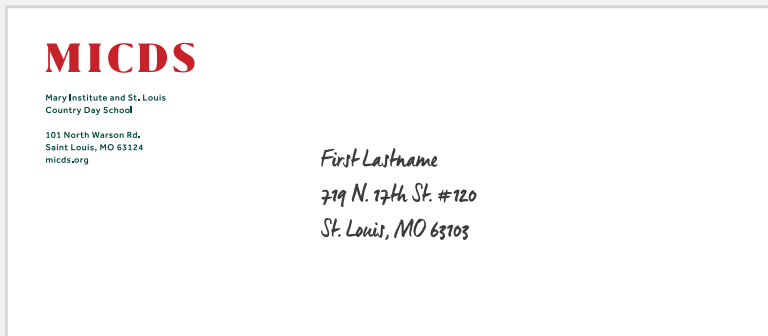 MICDS
Mary Institute and St. Louis
Country Day School
101 North Warson Rd.
Saint Louis, MO 63124
micds.org
First Lastname
719 N. 17th St. #120
St. Louis, MO 63103